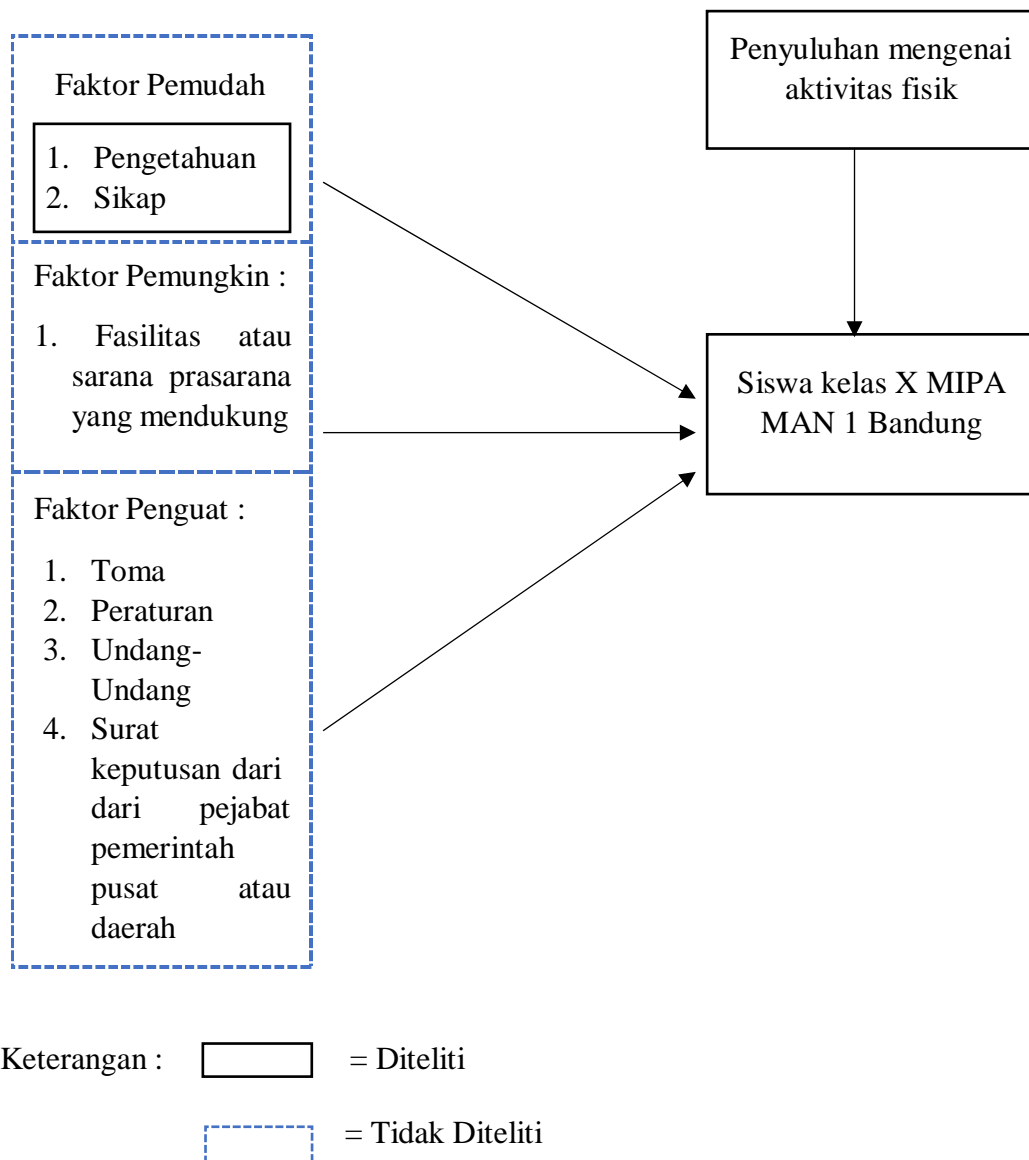 Faktor Pemudah
1. Pengetahuan
2. Sikap
Faktor Pemungkin :
1. Fasilitas atau
sarana prasarana
yang mendukung
Faktor Penguat :
1. Toma
2. Peraturan
3. Undang-
Undang
4. Surat
keputusan dari
dari pejabat
pemerintah
pusat atau
daerah
Penyuluhan mengenai
aktivitas fisik
Siswa kelas X MIPA
MAN 1 Bandung
Keterangan :
= Diteliti
= Tidak Diteliti